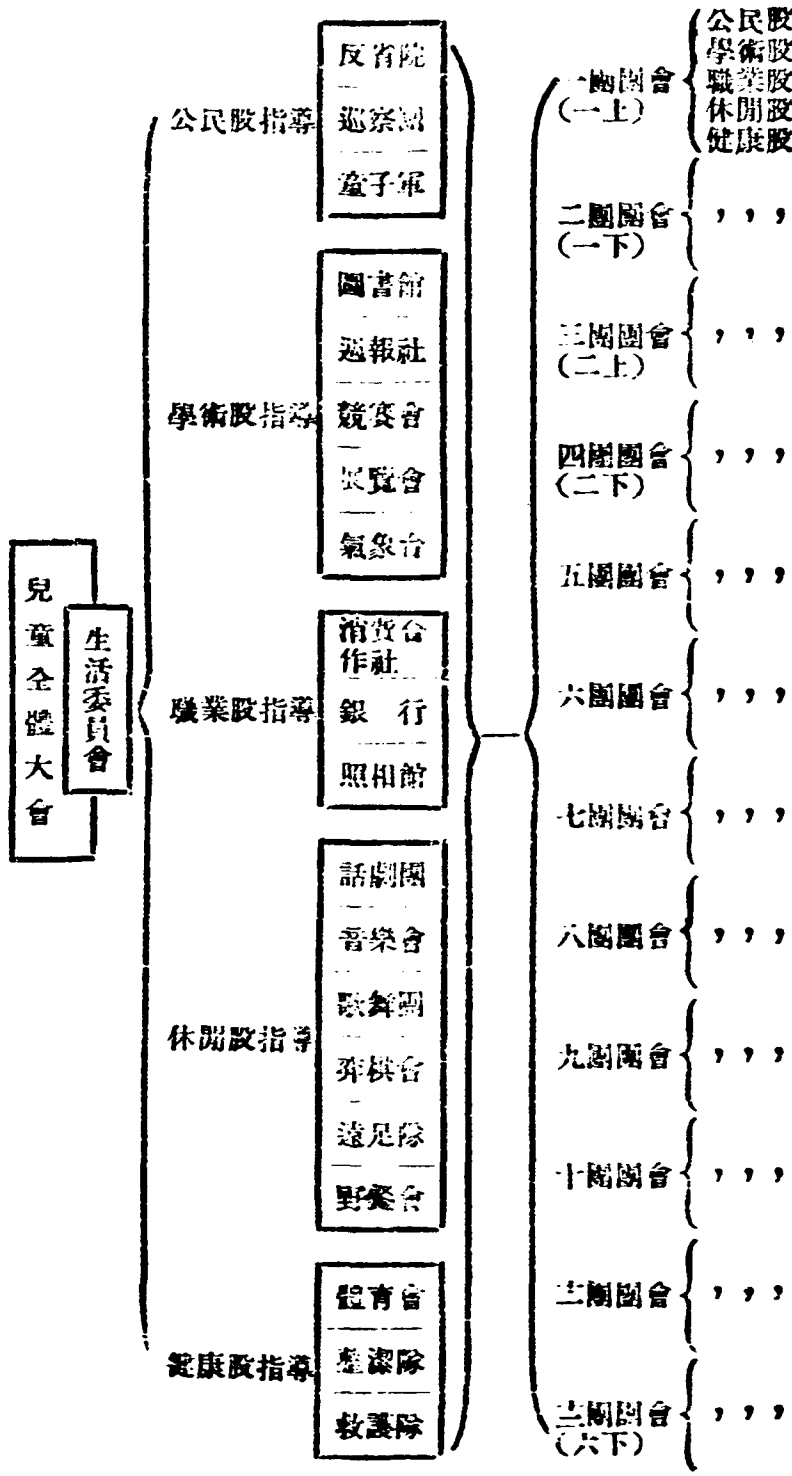 兒童全體大會
生活委員會
公民股指導
反省院
巡察團
童子軍
學術股指導
圖書館
週報社
競賽會
展覽會
氣象台
職業股指導
消費合
作社
銀 行
照相館
休閒股指導
話劇團
音樂會
歌舞團
弈棋會
遠足隊
野餐會
健康股指導
體育會
整潔隊
救護隊
一團團會
(一上)
公民股
學術股
職業股
休閒股
健康股
二團團會 , , ,
(一下)
三團團會 , , ,
(二上)
四團團會 , , ,
(二下)
五團團會 , , ,
六團團會 , , ,
七團團會 , , ,
八團團會 , , ,
九團團會 , , ,
十團團會 , , ,
十一團團會 , , ,
十二團團會 , , ,
(六下)